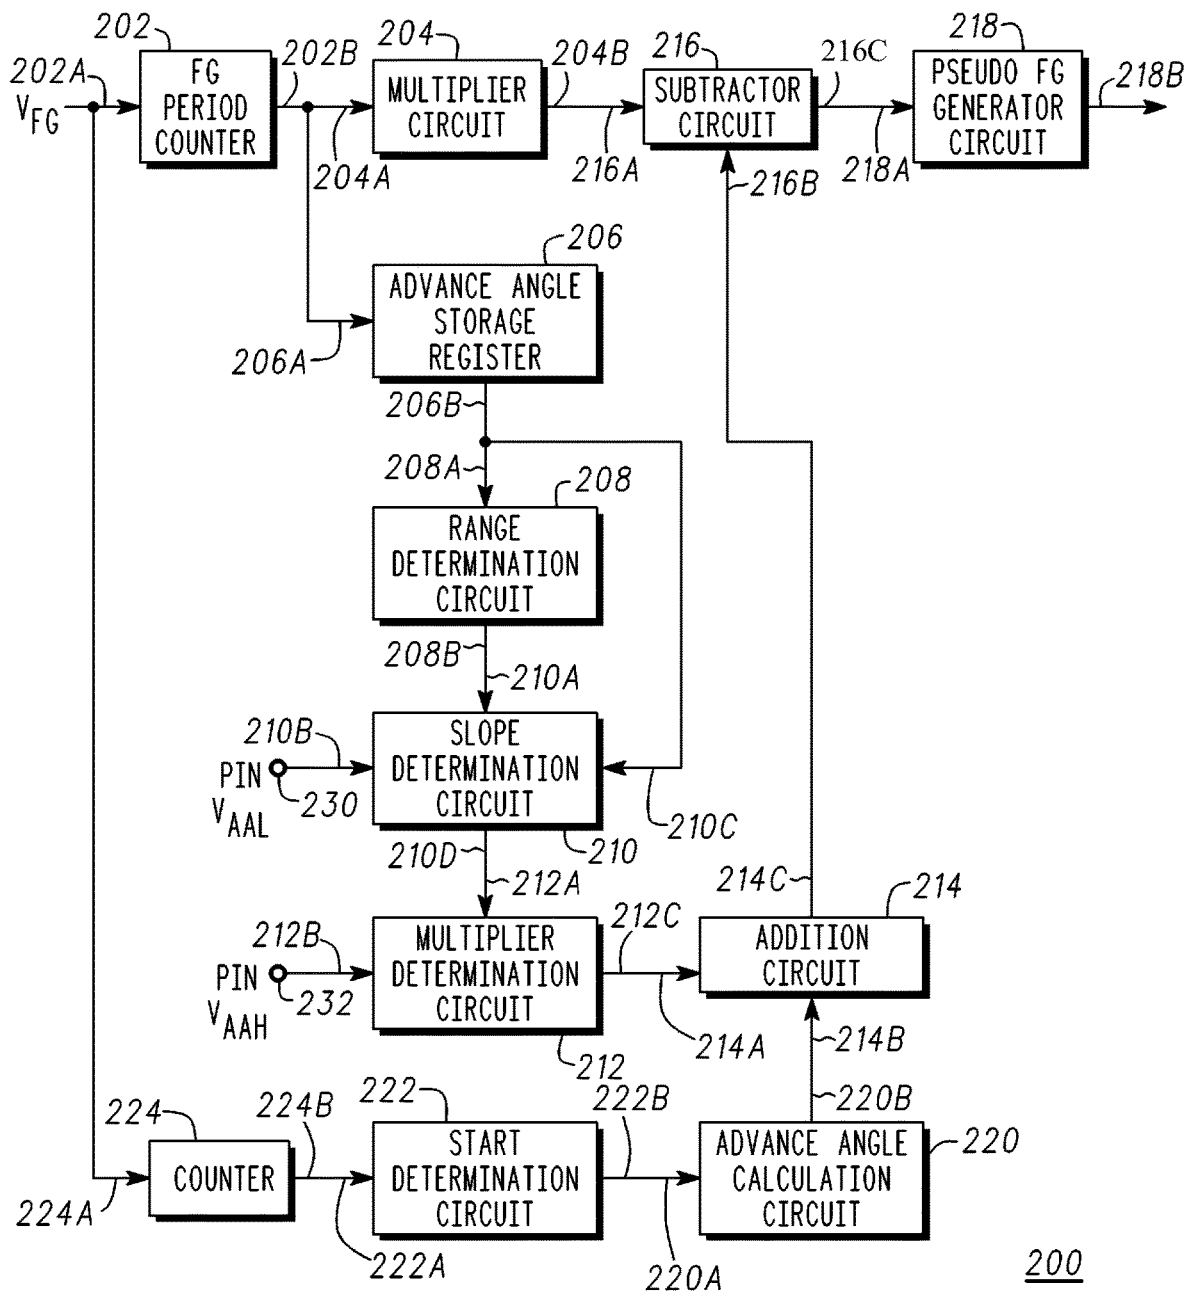 202
202A
V_FG
FG
PERIOD
COUNTER
202B
204
MULTIPLIER
CIRCUIT
204A
204B
216
SUBTRACTOR
CIRCUIT
216A
216B
216C
218
PSEUDO FG
GENERATOR
CIRCUIT
218A
218B
206
ADVANCE ANGLE
STORAGE
REGISTER
206A
206B
208A
208
RANGE
DETERMINATION
CIRCUIT
208B
210A
210B
PIN
V_AAL
230
SLOPE
DETERMINATION
CIRCUIT
210
210C
210D
212A
212B
PIN
V_AAH
232
MULTIPLIER
DETERMINATION
CIRCUIT
212
212C
214A
214C
214
ADDITION
CIRCUIT
214B
220B
224
COUNTER
224A
224B
222
START
DETERMINATION
CIRCUIT
222A
222B
220A
ADVANCE ANGLE
CALCULATION
CIRCUIT
220
200